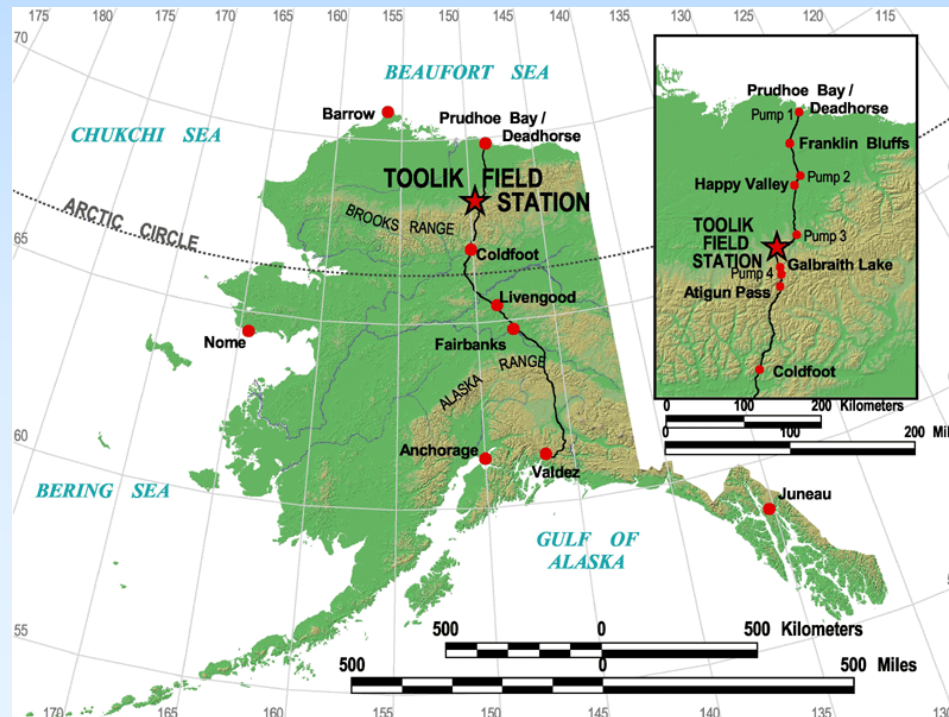 175
180
175
170
165
160
155
150
145
140
135
130
125
120
115
70
BEAUFORT SEA
CHUKCHI SEA
Barrow
Prudhoe Bay /
Deadhorse
TOOLIK FIELD
STATION
ARCTIC CIRCLE
BROOKS RANGE
65
Coldfoot
Livengood
Nome
Fairbanks
ALASKA RANGE
60
Anchorage
Valdez
BERING SEA
Juneau
GULF OF
ALASKA
55
500 0 500 Kilometers
500 0 500 Miles
170
165
160
155
150
145
140
135
Prudhoe Bay /
Pump 1 Deadhorse
Franklin Bluffs
Pump 2
Happy Valley
TOOLIK
FIELD
STATION
Pump 3
Galbraith Lake
Pump 4
Atigun Pass
Coldfoot
0 100 200 Kilometers
0 100 200 Mil